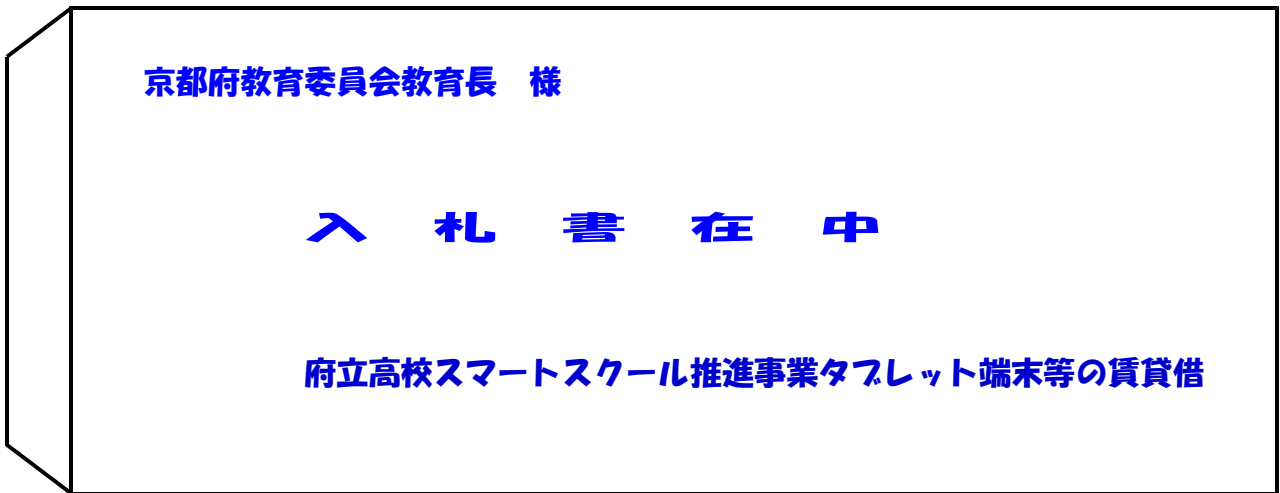 京都府教育委員会教育長　様
入　札　書　在　中
府立高校スマートスクール推進事業タブレット端末等の賃貸借